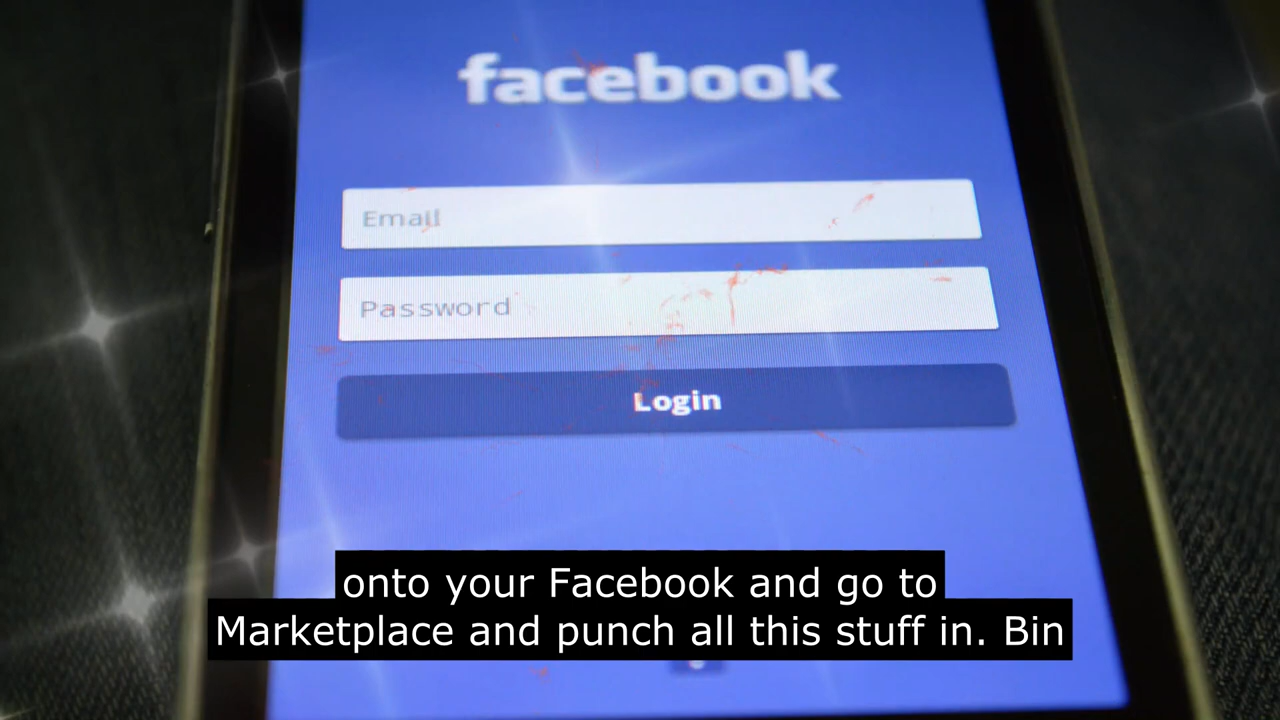 facebook
Email
Password
Login
onto your Facebook and go to
Marketplace and punch all this stuff in. Bin